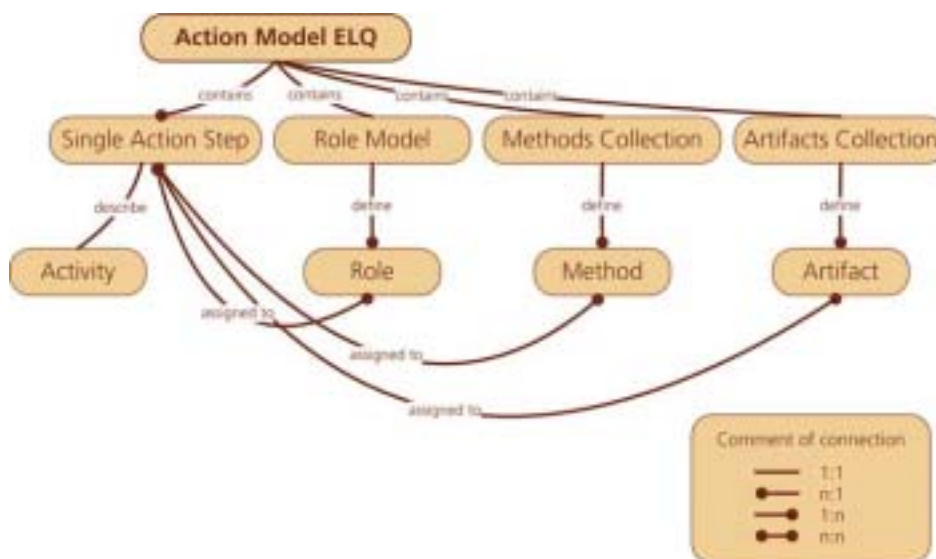 Action Model ELQ
contains
contains
contains
contains
Single Action Step
Role Model
Methods Collection
Artifacts Collection
describe
define
define
define
Activity
Role
Method
Artifact
assigned to
assigned to
assigned to
Comment of connection
1:1
n:1
1:n
n:n